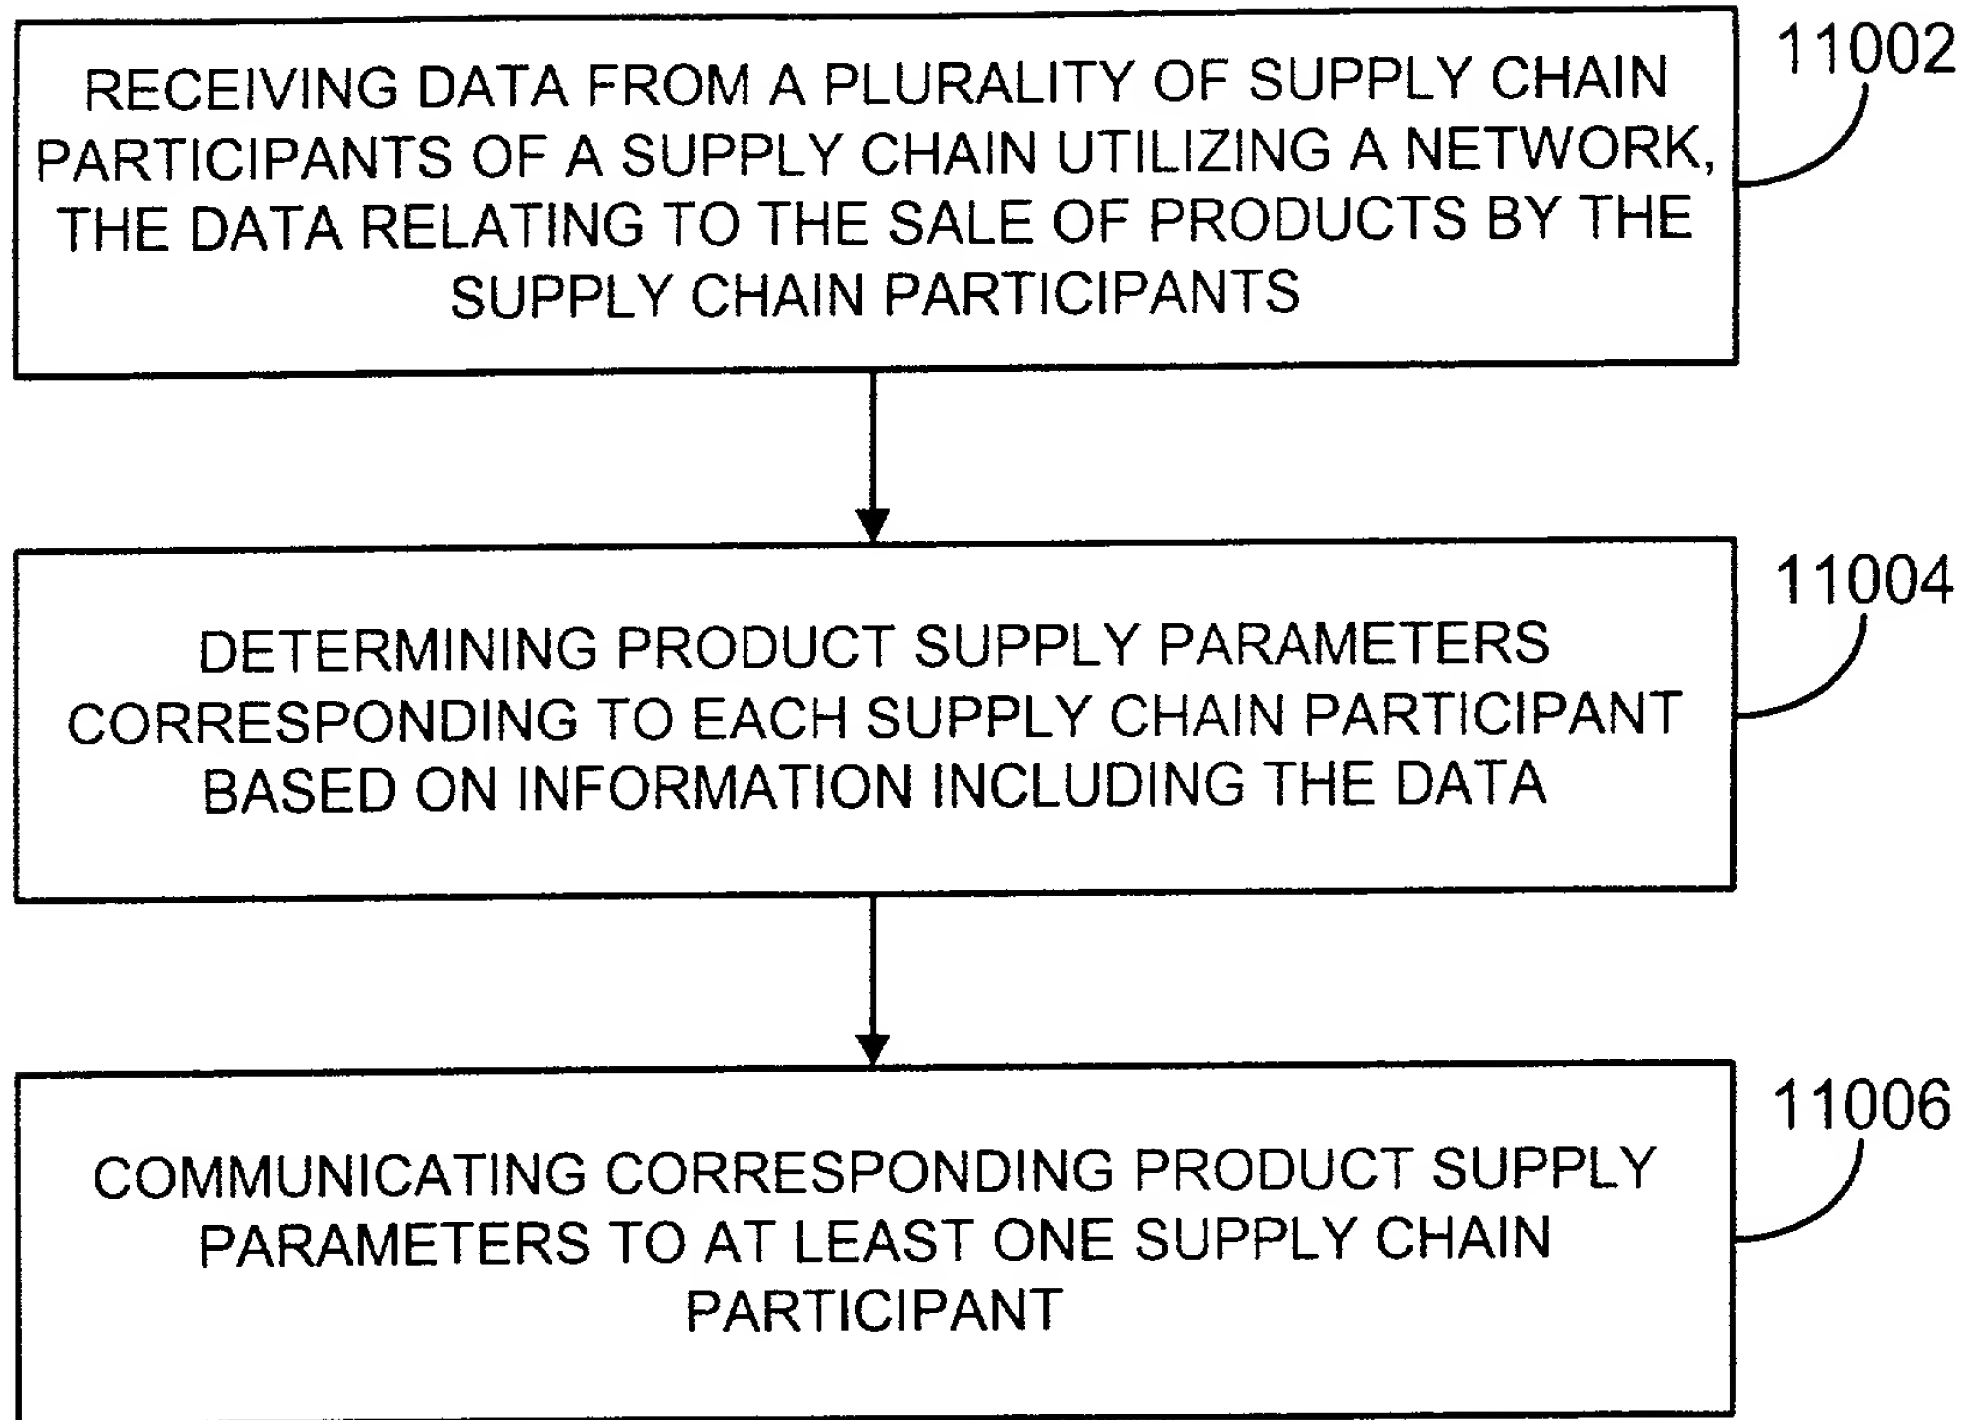 11002
RECEIVING DATA FROM A PLURALITY OF SUPPLY CHAIN
PARTICIPANTS OF A SUPPLY CHAIN UTILIZING A NETWORK,
THE DATA RELATING TO THE SALE OF PRODUCTS BY THE
SUPPLY CHAIN PARTICIPANTS
11004
DETERMINING PRODUCT SUPPLY PARAMETERS
CORRESPONDING TO EACH SUPPLY CHAIN PARTICIPANT
BASED ON INFORMATION INCLUDING THE DATA
11006
COMMUNICATING CORRESPONDING PRODUCT SUPPLY
PARAMETERS TO AT LEAST ONE SUPPLY CHAIN
PARTICIPANT